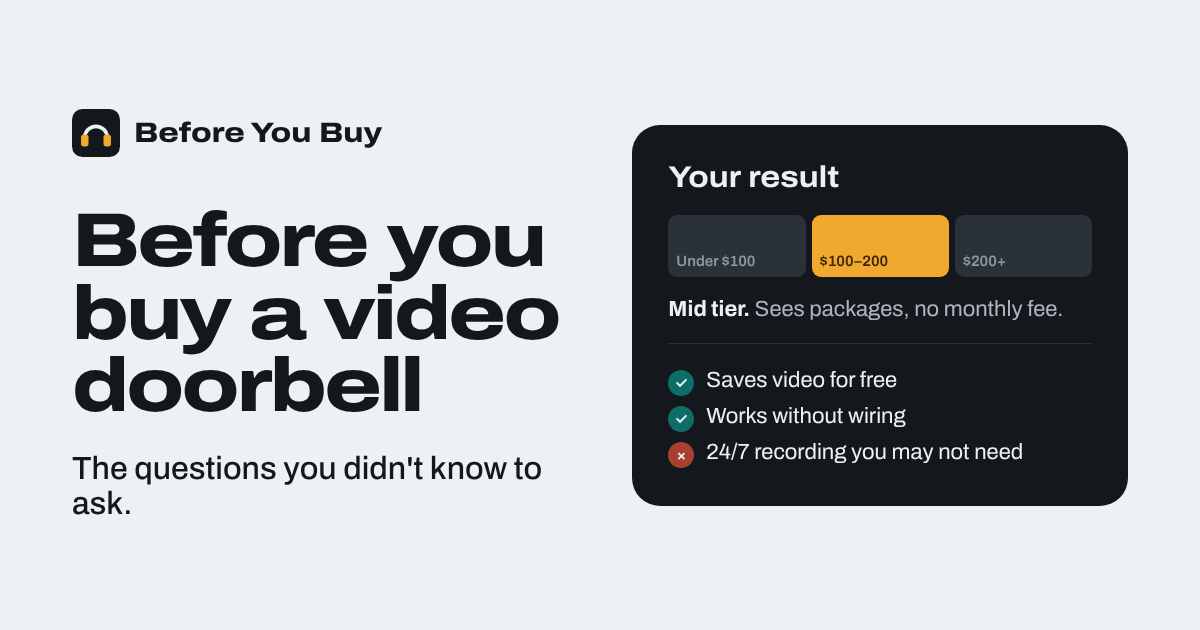 Before You Buy
Before you
buy a video
doorbell
The questions you didn't know to
ask.
Your result
Under $100
$100–200
$200+
Mid tier. Sees packages, no monthly fee.
Saves video for free
Works without wiring
24/7 recording you may not need